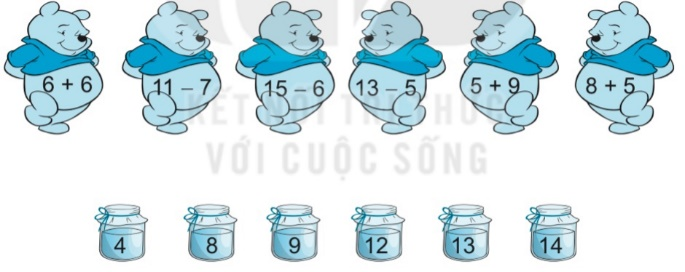 6 + 6 11 – 7 15 – 6 13 – 5 5 + 9 8 + 5
KẾT NỐI TRI THỨC
VỚI CUỘC SỐNG
4 8 9 12 13 14